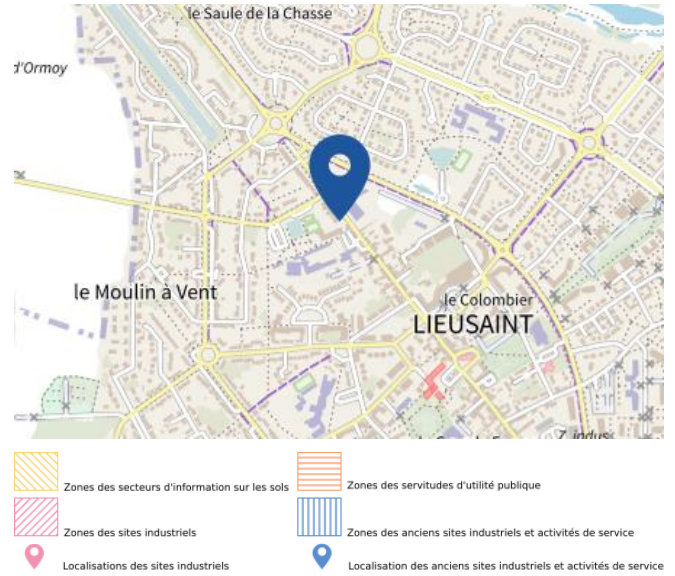 le Saule de la Chasse
d'Ormoy
le Moulin à Vent
le Colombier
LIEUSAINT
Z. indus
Zones des secteurs d'information sur les sols
Zones des servitudes d'utilité publique
Zones des sites industriels
Zones des anciens sites industriels et activités de service
Localisations des sites industriels
Localisation des anciens sites industriels et activités de service